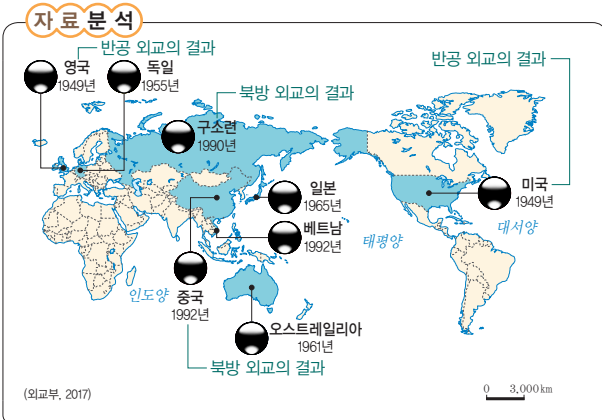 자료분석
반공 외교의 결과
영국
1949년
독일
1955년
북방 외교의 결과
구소련
1990년
반공 외교의 결과
일본
1965년
미국
1949년
베트남
1992년
태평양
대서양
인도양
중국
1992년
오스트레일리아
1961년
북방 외교의 결과
(외교부, 2017)
0 3,000km